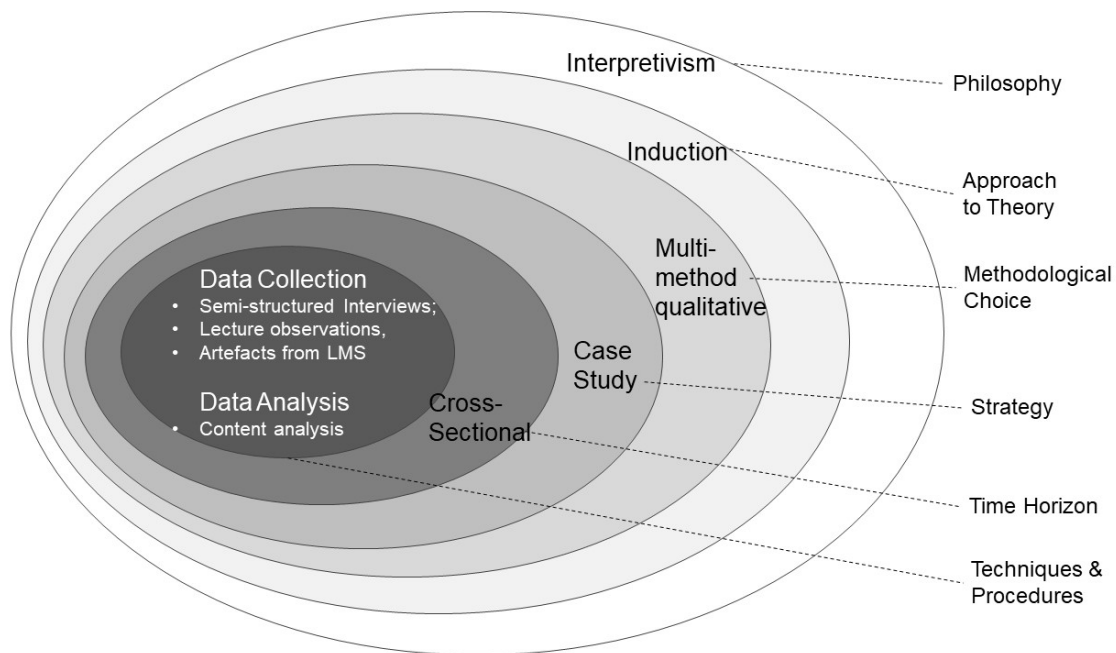 Interpretivism
Philosophy
Induction
Approach
to Theory
Multi-
method
qualitative
Methodological
Choice
Data Collection
• Semi-structured Interviews;
• Lecture observations,
• Artefacts from LMS
Case
Study
Strategy
Data Analysis
• Content analysis
Cross-
Sectional
Time Horizon
Techniques &
Procedures